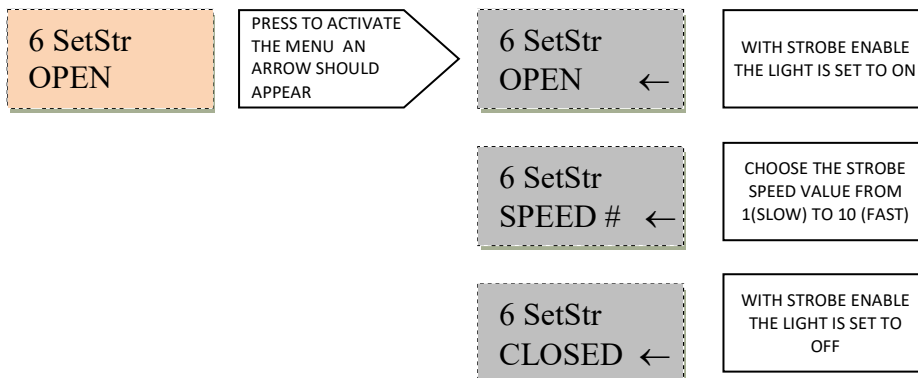 6 SetStr
OPEN
PRESS TO ACTIVATE
THE MENU AN
ARROW SHOULD
APPEAR
6 SetStr
OPEN ←
WITH STROBE ENABLE
THE LIGHT IS SET TO ON
6 SetStr
SPEED # ←
CHOOSE THE STROBE
SPEED VALUE FROM
1(SLOW) TO 10 (FAST)
6 SetStr
CLOSED ←
WITH STROBE ENABLE
THE LIGHT IS SET TO
OFF